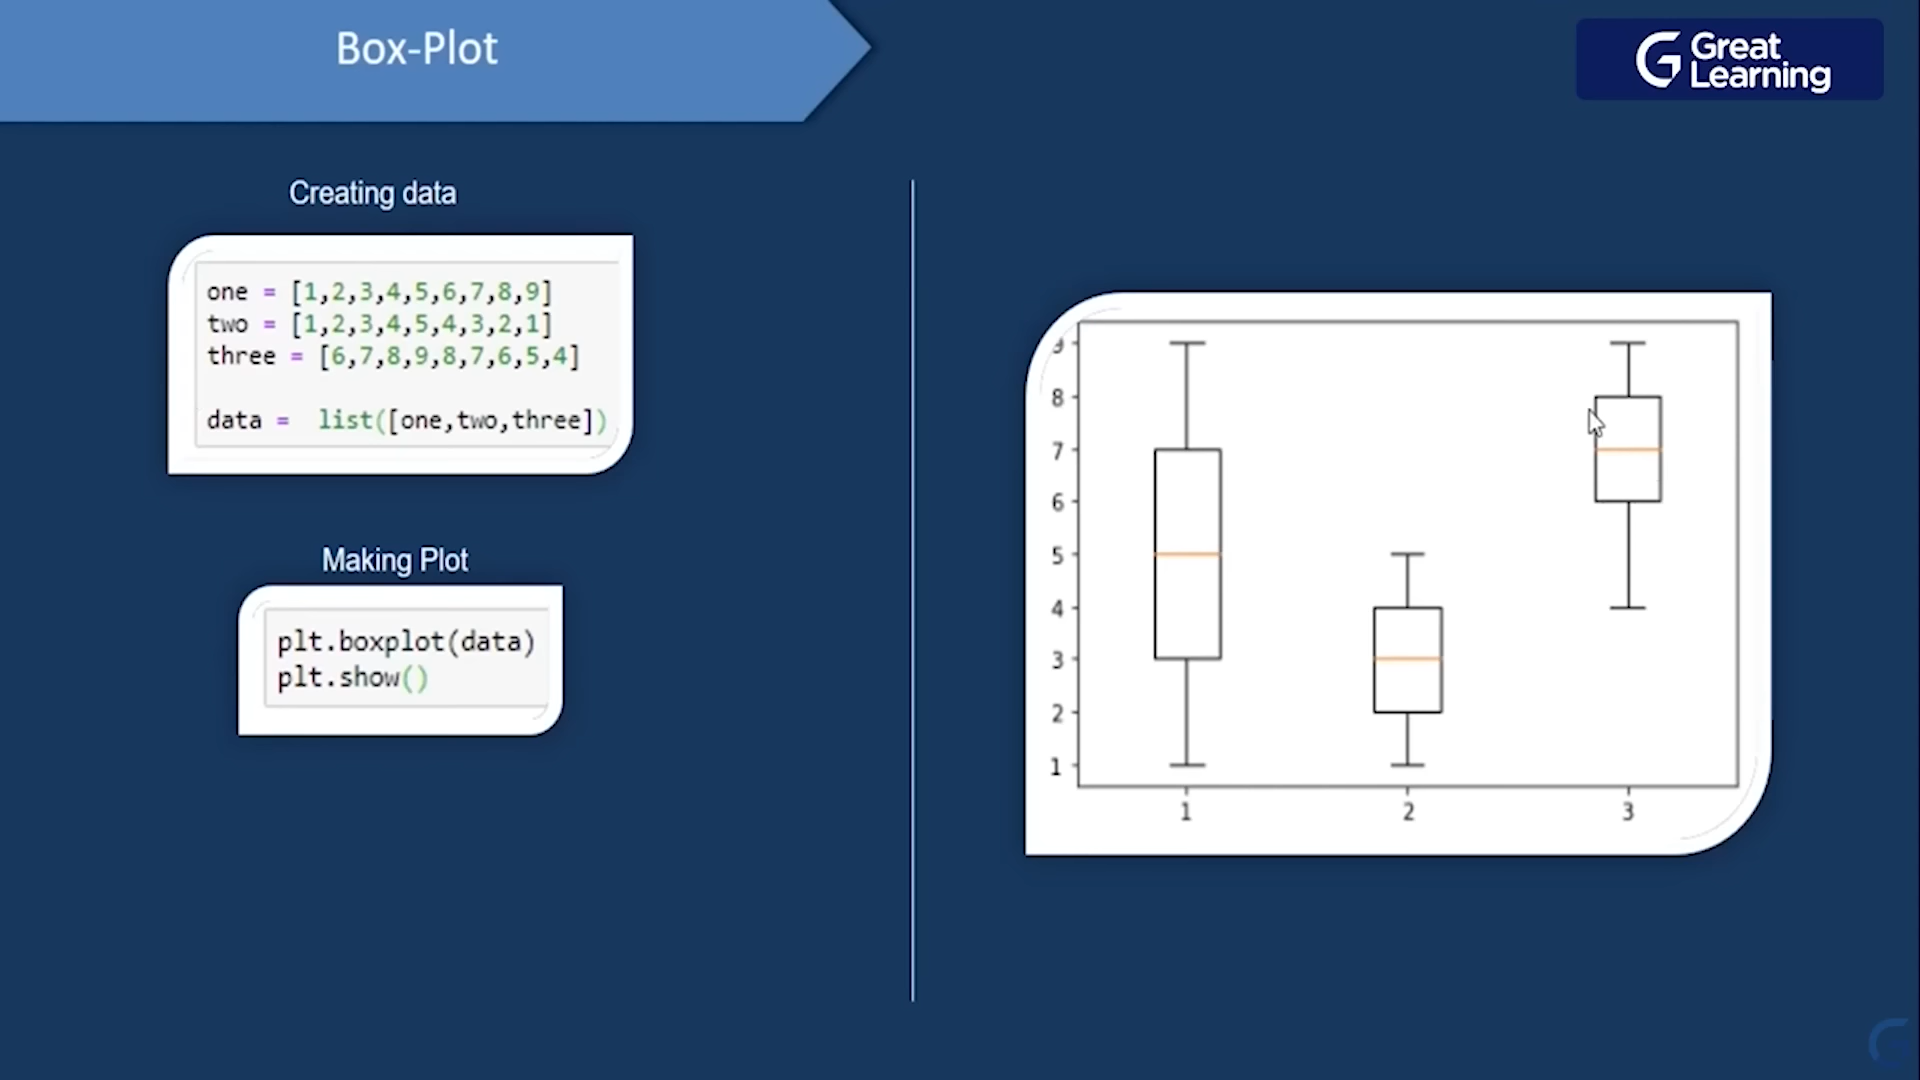 Box-Plot
Great
Learning
Creating data
one = [1,2,3,4,5,6,7,8,9]
two = [1,2,3,4,5,4,3,2,1]
three = [6,7,8,9,8,7,6,5,4]
data =  list([one,two,three])
Making Plot
plt.boxplot(data)
plt.show()
9
8
7
6
5
4
3
2
1
1 2 3